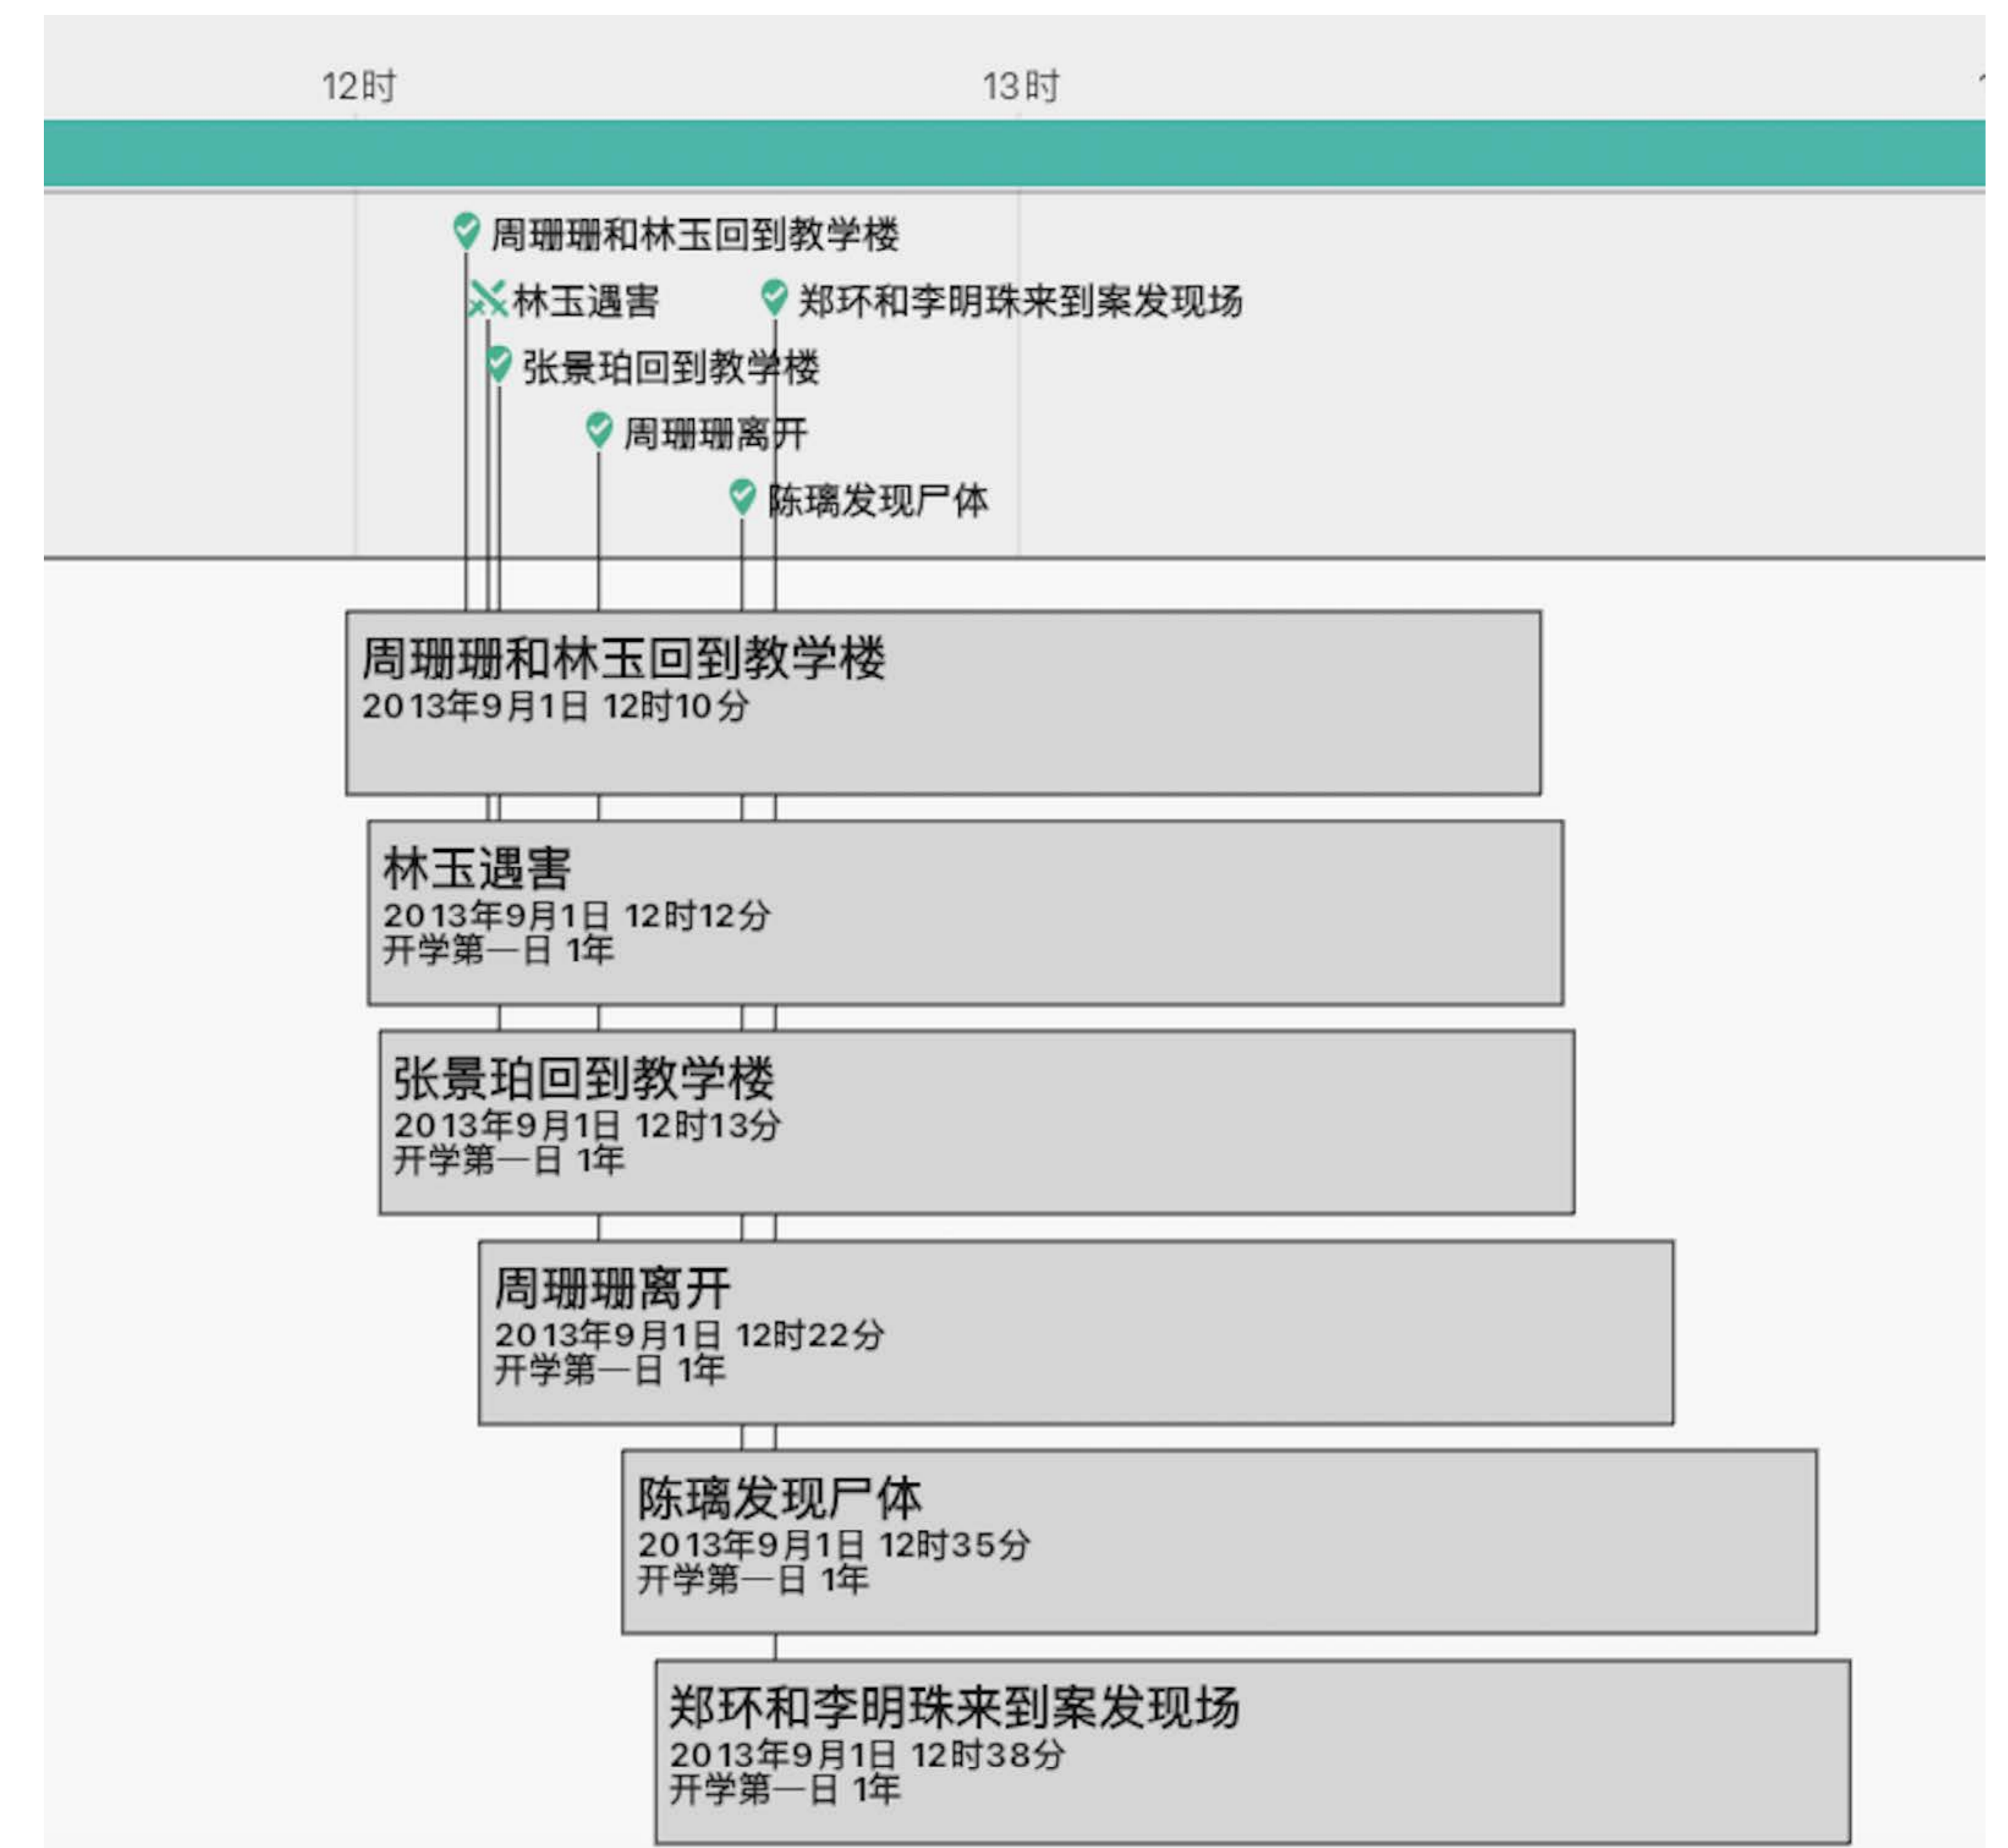 12时
13时
周珊珊和林玉回到教学楼
林玉遇害
郑环和李明珠来到案发现场
张景珀回到教学楼
周珊珊离开
陈璃发现尸体
周珊珊和林玉回到教学楼
2013年9月1日 12时10分
林玉遇害
2013年9月1日 12时12分
开学第一日 1年
张景珀回到教学楼
2013年9月1日 12时13分
开学第一日 1年
周珊珊离开
2013年9月1日 12时22分
开学第一日 1年
陈璃发现尸体
2013年9月1日 12时35分
开学第一日 1年
郑环和李明珠来到案发现场
2013年9月1日 12时38分
开学第一日 1年